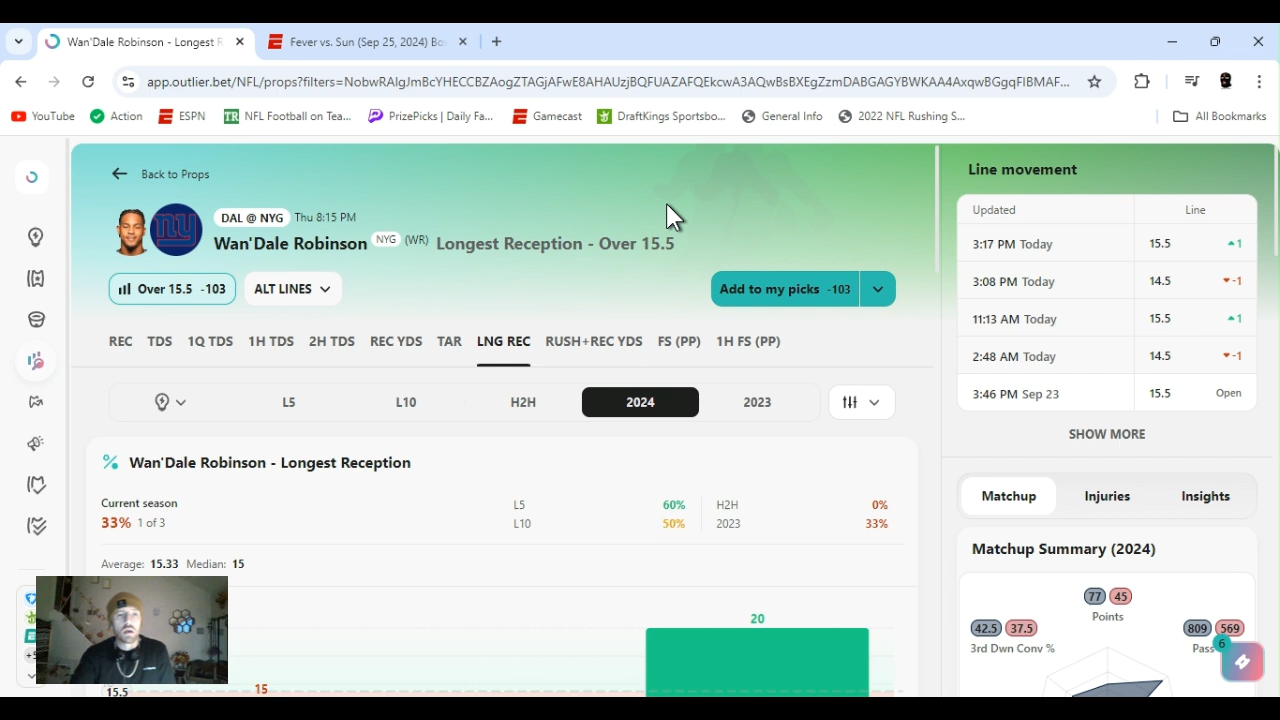 Wan'Dale Robinson - Longest R
Fever vs. Sun (Sep 25, 2024) Bo
app.outlier.bet/NFL/props?filters=NobwRAlgJmBcYHECCBZAogZTAGjAFwE8AHAUzjBQFUAZAFQEkcwA3AQwBsBXEgZzmDABGAGYBWKAA4AxqwBGgqFIBMAF...
YouTube
Action
ESPN
NFL Football on Tea...
PrizePicks | Daily Fa...
Gamecast
DraftKings Sportsbo...
General Info
2022 NFL Rushing S...
All Bookmarks
Back to Props
DAL @ NYG Thu 8:15 PM
Wan'Dale Robinson NYG (WR) Longest Reception - Over 15.5
Over 15.5 -103
ALT LINES
Add to my picks -103
REC TDS 1Q TDS 1H TDS 2H TDS REC YDS TAR LNG REC RUSH+REC YDS FS (PP) 1H FS (PP)
L5 L10 H2H 2024 2023
Wan'Dale Robinson - Longest Reception
Current season
33% 1 of 3
L5 60% H2H 0%
L10 50% 2023 33%
Average: 15.33 Median: 15
20
15.5
15
Line movement
Updated Line
3:17 PM Today 15.5 1
3:08 PM Today 14.5 -1
11:13 AM Today 15.5 1
2:48 AM Today 14.5 -1
3:46 PM Sep 23 15.5 Open
SHOW MORE
Matchup Injuries Insights
Matchup Summary (2024)
77 45
Points
42.5 37.5
3rd Dwn Conv %
809 569
Pass
6